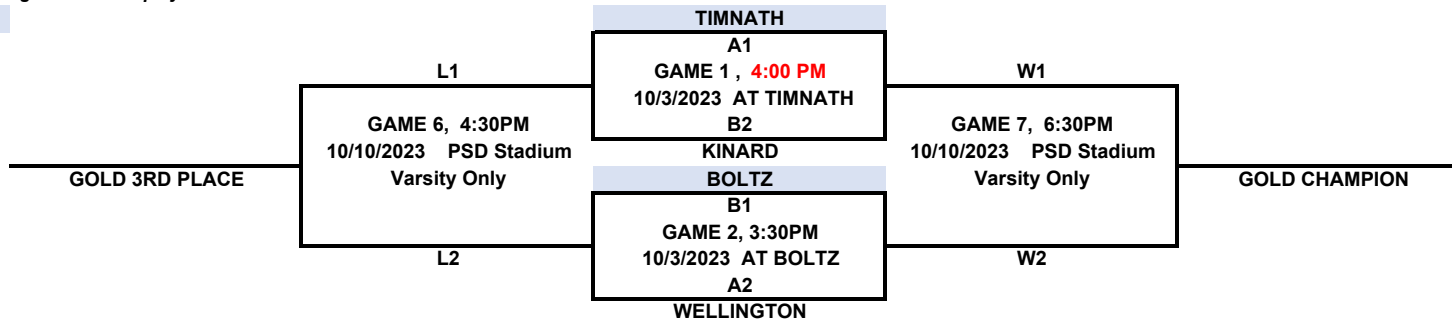 TIMNATH
A1
L1
GAME 1 , 4:00 PM
W1
10/3/2023 AT TIMNATH
GAME 6, 4:30PM
B2
GAME 7, 6:30PM
10/10/2023 PSD Stadium
KINARD
10/10/2023 PSD Stadium
GOLD 3RD PLACE
Varsity Only
BOLTZ
Varsity Only
GOLD CHAMPION
B1
GAME 2, 3:30PM
L2
10/3/2023 AT BOLTZ
W2
A2
WELLINGTON